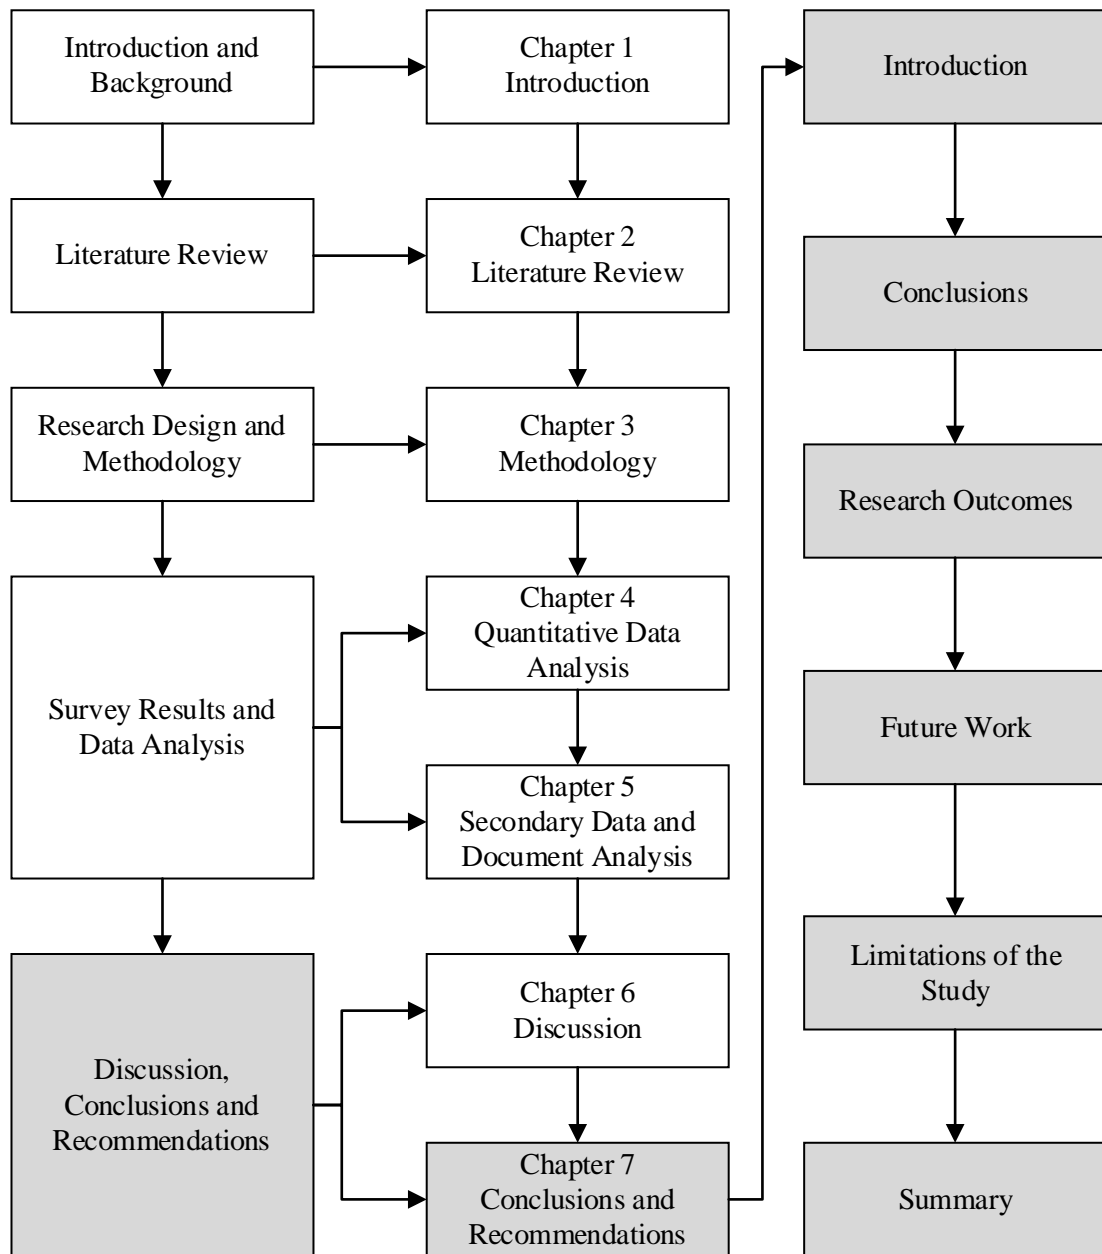 Introduction and
Background
Literature Review
Research Design and
Methodology
Survey Results and
Data Analysis
Discussion,
Conclusions and
Recommendations
Chapter 1
Introduction
Chapter 2
Literature Review
Chapter 3
Methodology
Chapter 4
Quantitative Data
Analysis
Chapter 5
Secondary Data and
Document Analysis
Chapter 6
Discussion
Chapter 7
Conclusions and
Recommendations
Introduction
Conclusions
Research Outcomes
Future Work
Limitations of the
Study
Summary